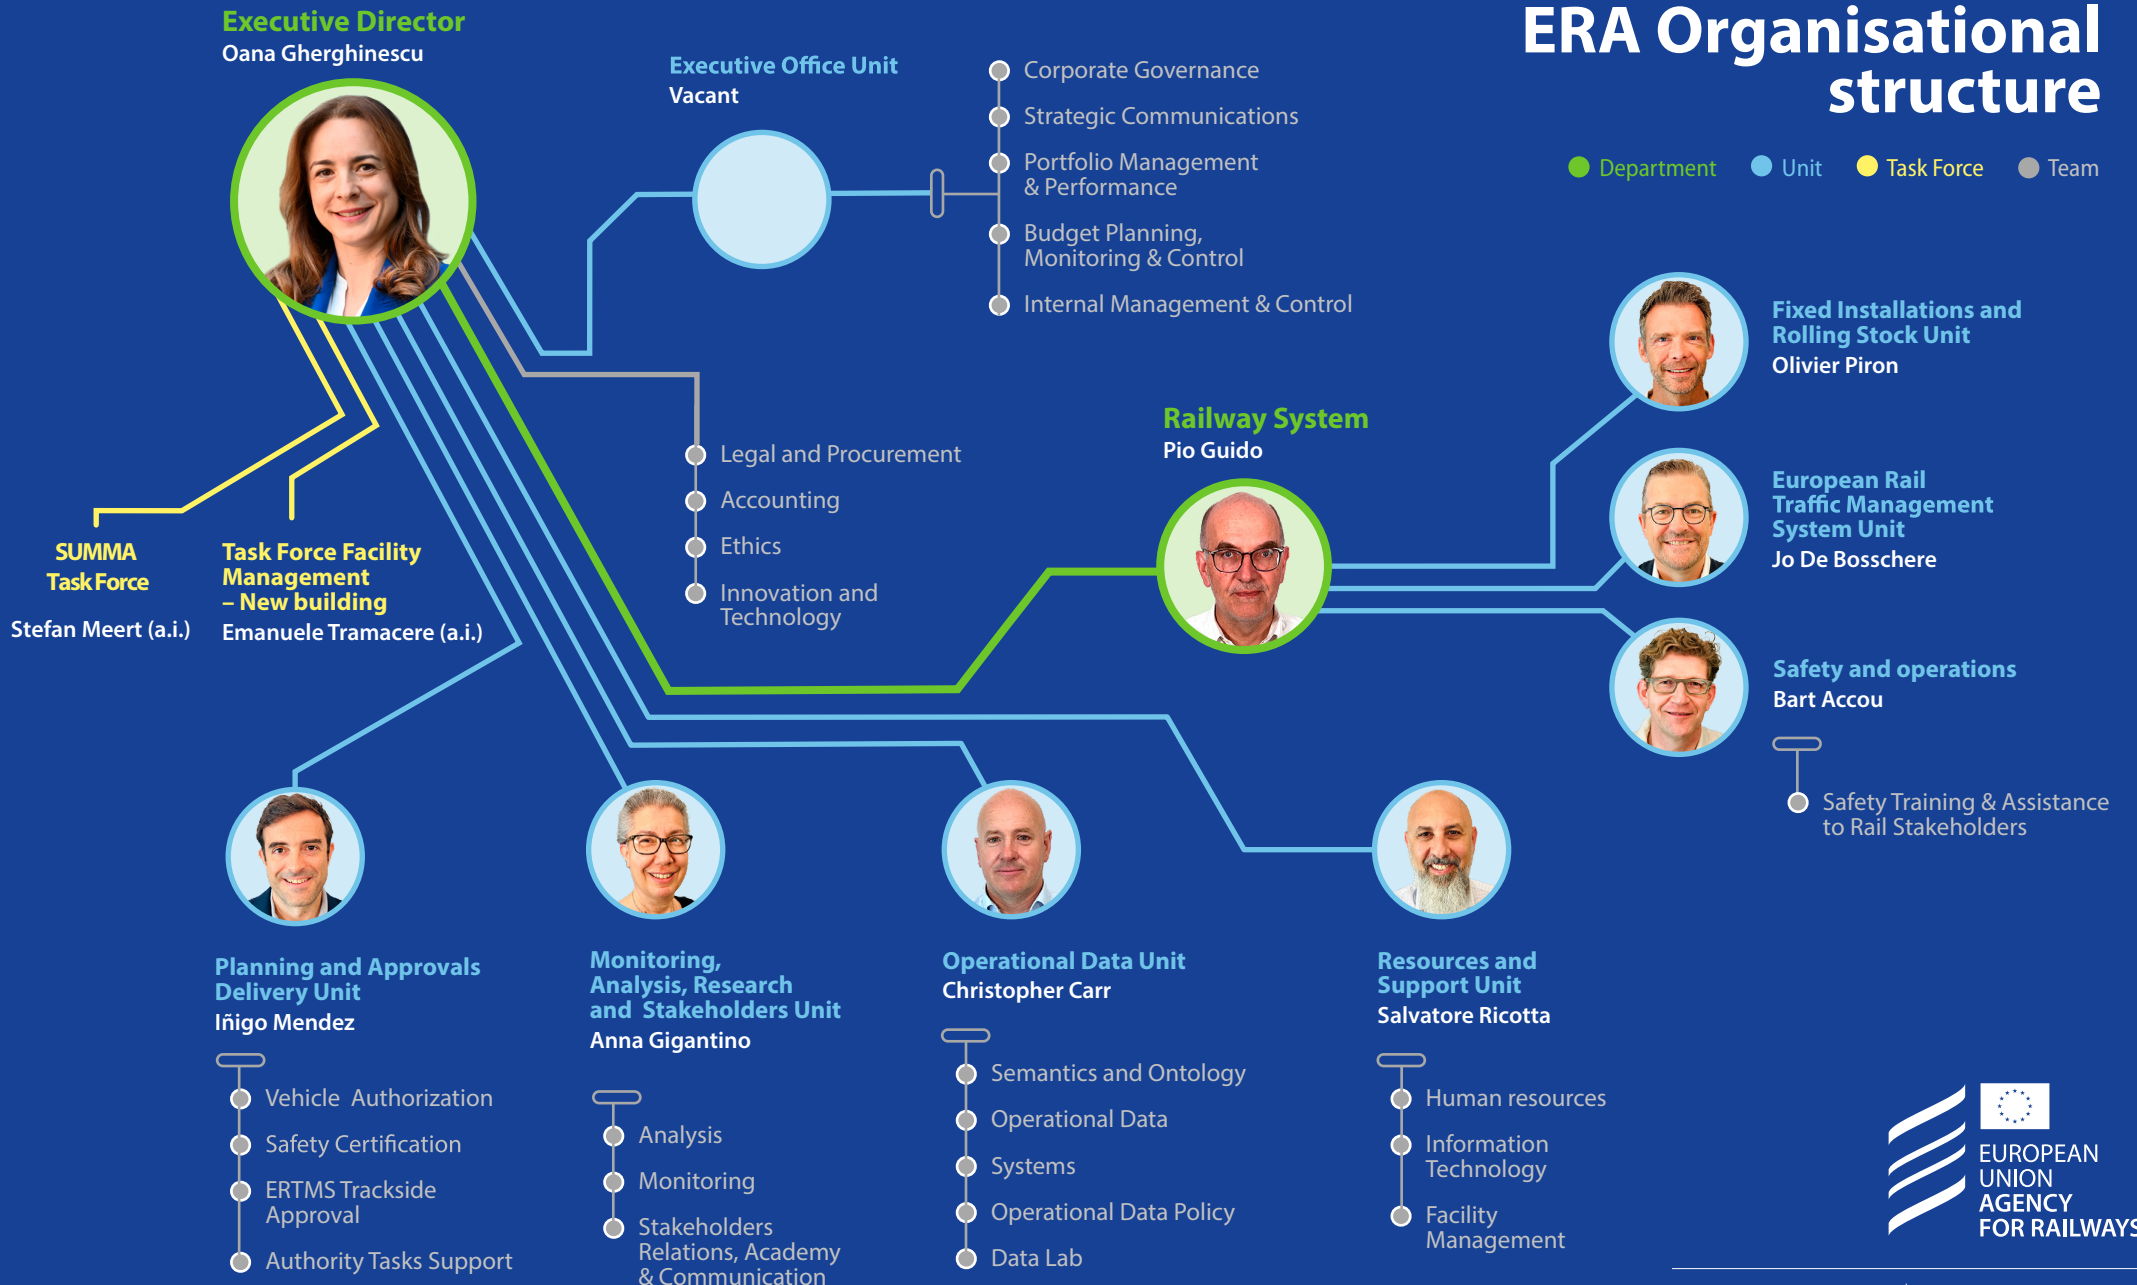 ERA Organisational
structure
Department
Unit
Task Force
Team
Executive Director
Oana Gherghinescu
Executive Office Unit
Vacant
Corporate Governance
Strategic Communications
Portfolio Management
& Performance
Budget Planning,
Monitoring & Control
Internal Management & Control
Legal and Procurement
Accounting
Ethics
Innovation and
Technology
SUMMA
Task Force
Stefan Meert (a.i.)
Task Force Facility
Management
– New building
Emanuele Tramacere (a.i.)
Railway System
Pio Guido
Fixed Installations and
Rolling Stock Unit
Olivier Piron
European Rail
Traffic Management
System Unit
Jo De Bosschere
Safety and operations
Bart Accou
Safety Training & Assistance
to Rail Stakeholders
Planning and Approvals
Delivery Unit
Iñigo Mendez
Vehicle Authorization
Safety Certification
ERTMS Trackside
Approval
Authority Tasks Support
Monitoring,
Analysis, Research
and Stakeholders Unit
Anna Gigantino
Analysis
Monitoring
Stakeholders
Relations, Academy
& Communication
Operational Data Unit
Christopher Carr
Semantics and Ontology
Operational Data
Systems
Operational Data Policy
Data Lab
Resources and
Support Unit
Salvatore Ricotta
Human resources
Information
Technology
Facility
Management
EUROPEAN
UNION
AGENCY
FOR RAILWAYS